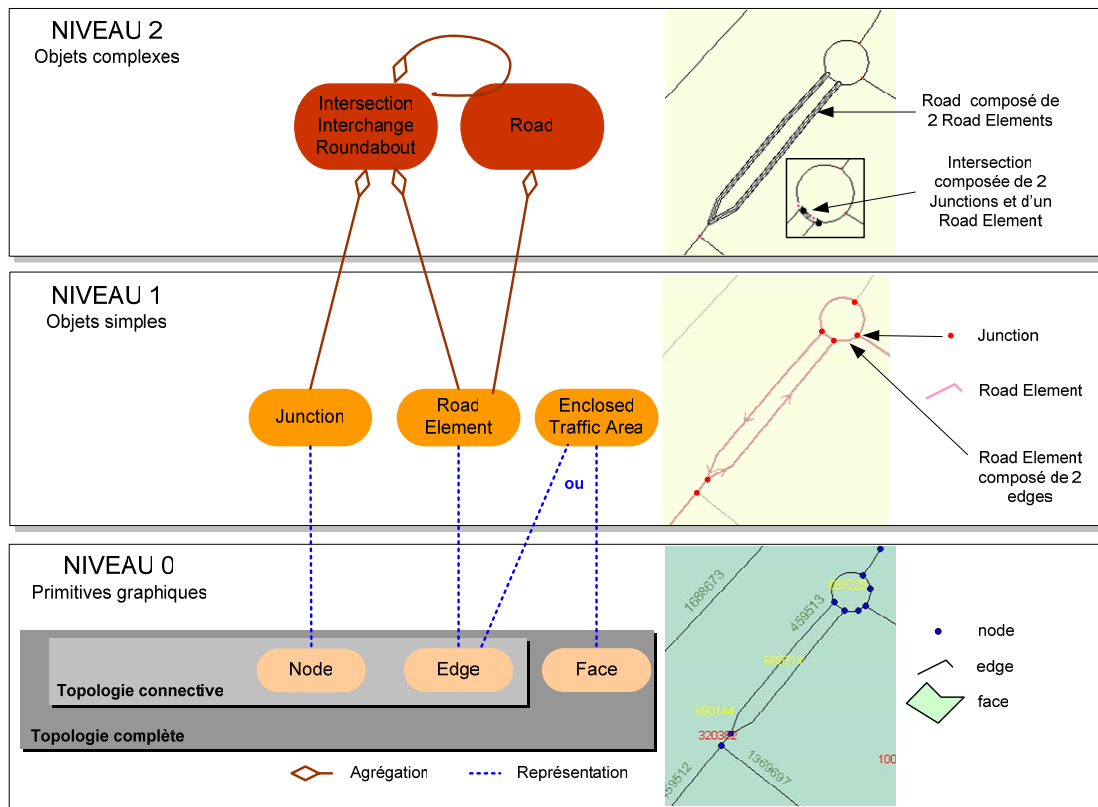 NIVEAU 2
Objets complexes
Intersection
Interchange
Roundabout
Road
Road composé de
2 Road Elements
Intersection
composée de 2
Junctions et d'un
Road Element
NIVEAU 1
Objets simples
Junction
Road
Element
Enclosed
Traffic Area
ou
Junction
Road Element
Road Element
composé de 2
edges
NIVEAU 0
Primitives graphiques
Node
Edge
Face
Topologie connective
Topologie complète
Agrégation
Représentation
1688673
459513
690144
320382
1369697
100
node
edge
face